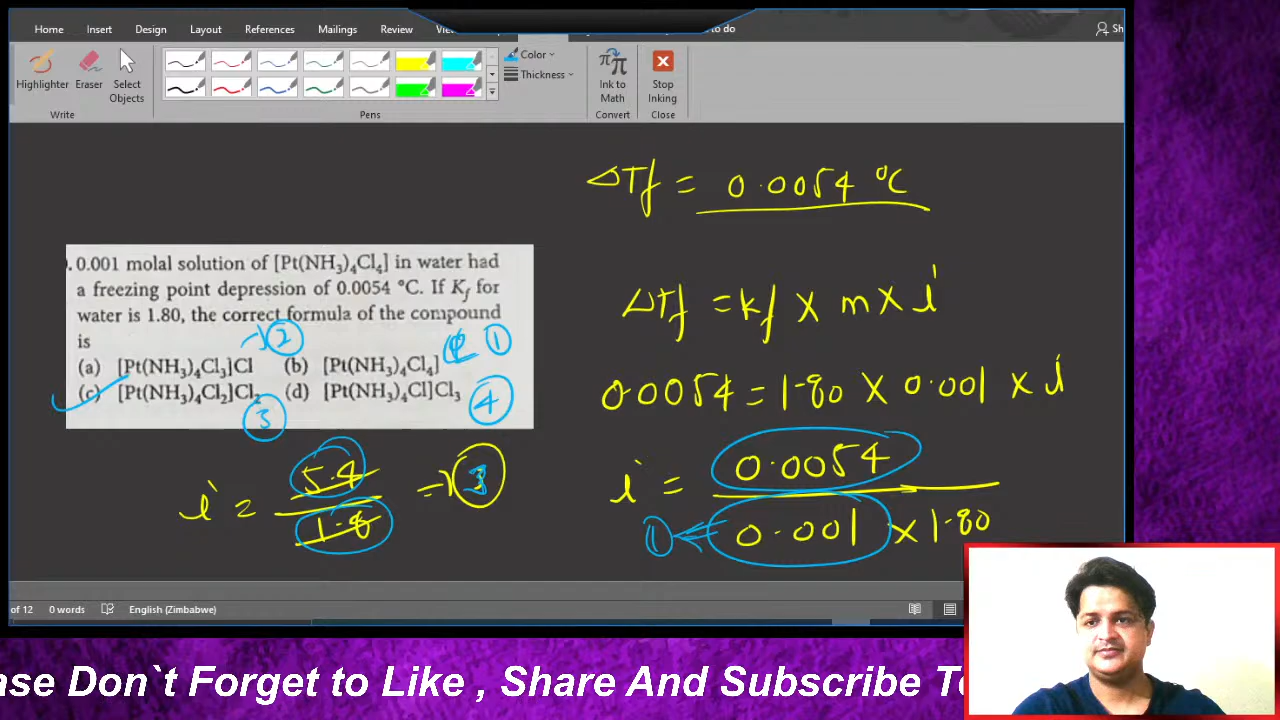 Home Insert Design Layout References Mailings Review to do
Highlighter Eraser Select Objects Color Thickness Ink to Math Stop Inking
Write Pens Convert Close
ΔTf = 0.0054 °C
0.001 molal solution of [Pt(NH₃)₄Cl₄] in water had
a freezing point depression of 0.0054 °C. If Kf for
water is 1.80, the correct formula of the compound
is
(a) [Pt(NH₃)₄Cl₃]Cl (b) [Pt(NH₃)₄Cl₄]
(c) [Pt(NH₃)₄Cl₂]Cl₂ (d) [Pt(NH₃)₄Cl]Cl₃
2
1
3
4
ΔTf = kf × m × i
0.0054 = 1.80 × 0.001 × i
i = 0.0054
0.001 × 1.80
1
i = 5.4
1.8
⇒ 3
of 12 0 words English (Zimbabwe)
Don`t Forget to Like , Share And Subscribe